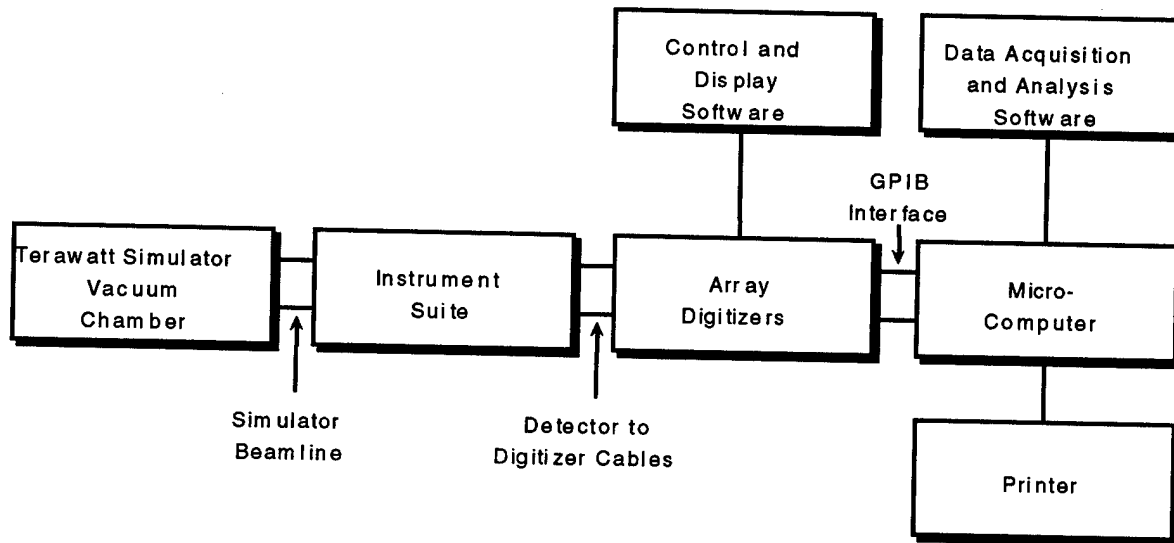 Control and
Display
Software
Data Acquisition
and Analysis
Software
GPIB
Interface
Terawatt Simulator
Vacuum
Chamber
Instrument
Suite
Array
Digitizers
Micro-
Computer
Simulator
Beamline
Detector to
Digitizer Cables
Printer